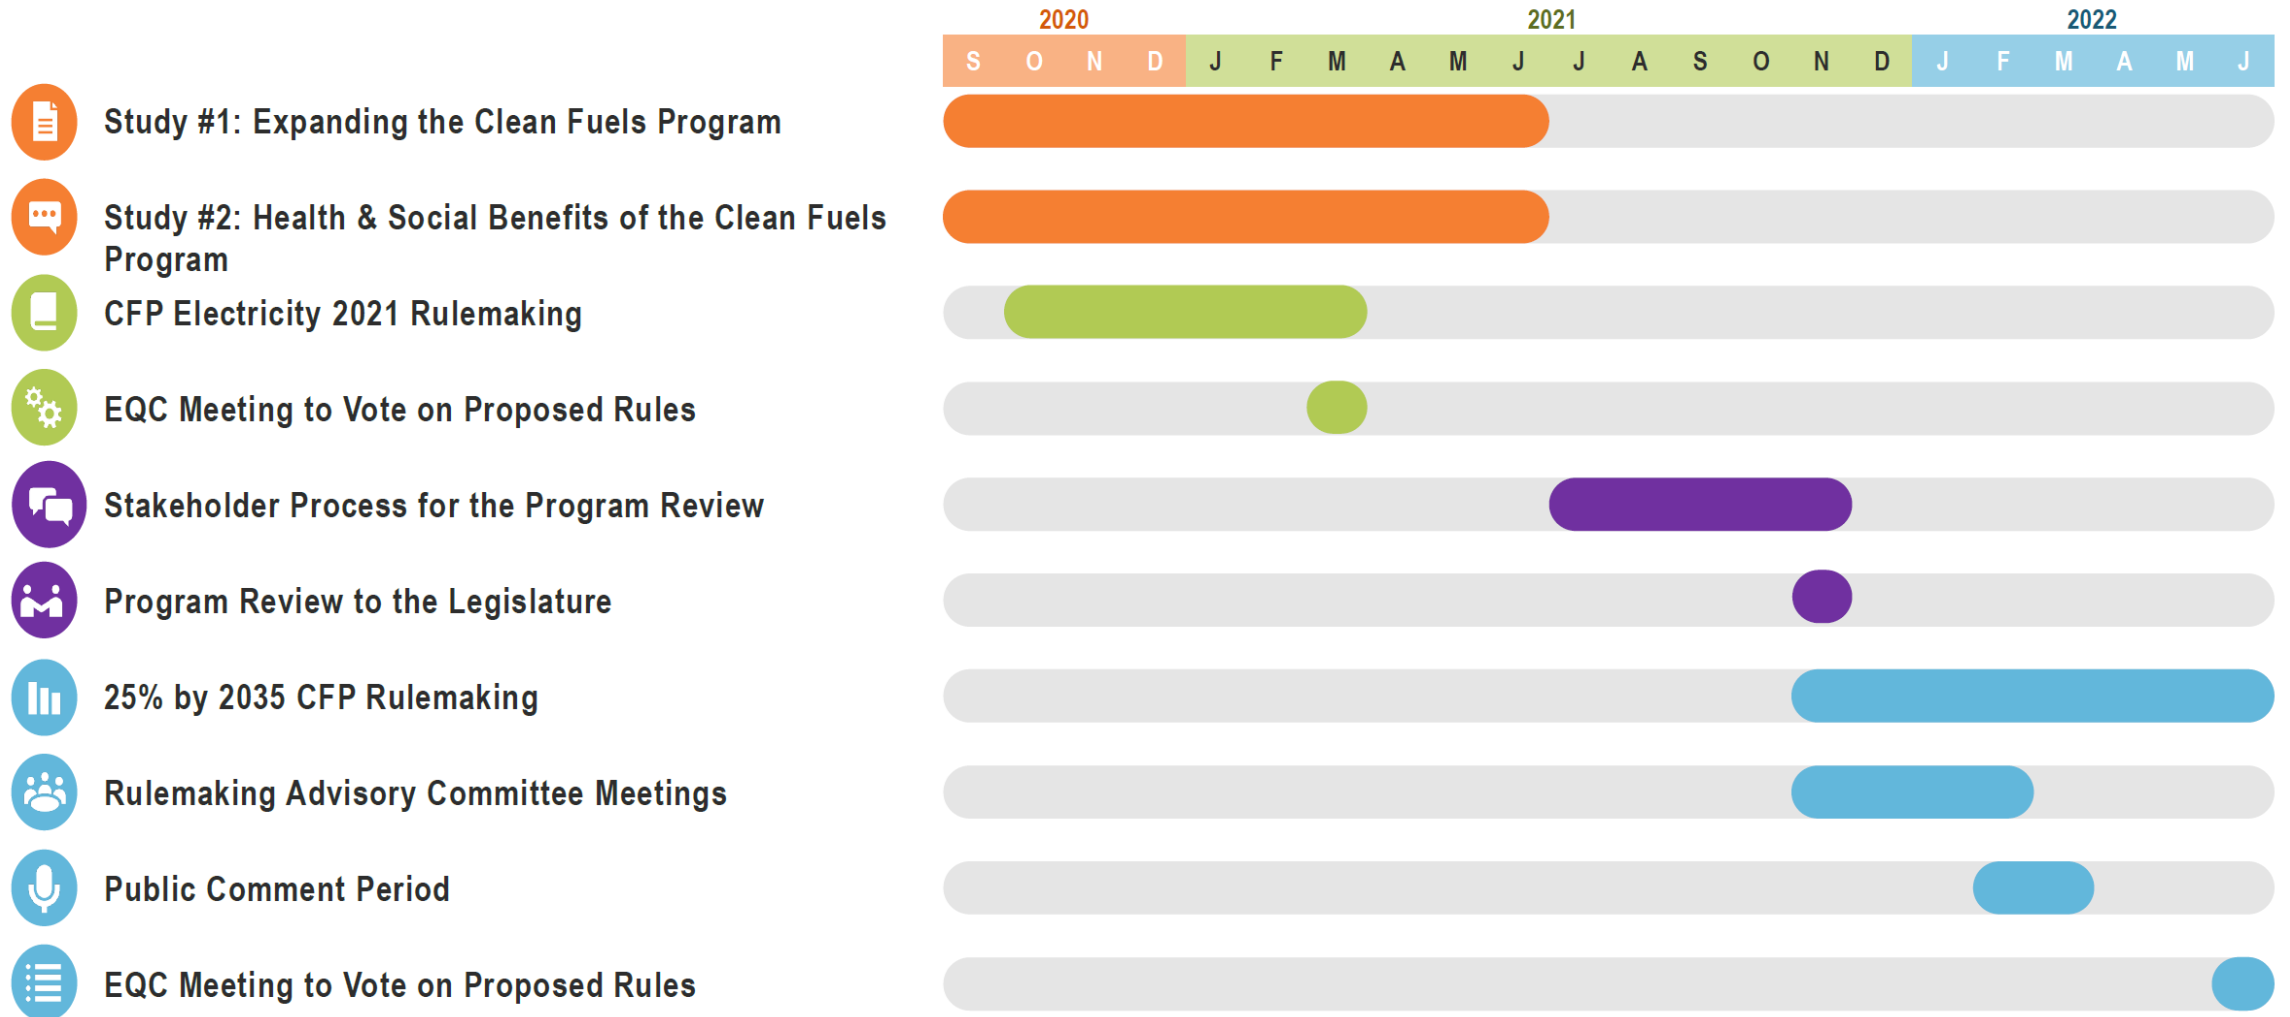 2020 2021 2022
S O N D J F M A M J J A S O N D J F M A M J
Study #1: Expanding the Clean Fuels Program
Study #2: Health & Social Benefits of the Clean Fuels
Program
CFP Electricity 2021 Rulemaking
EQC Meeting to Vote on Proposed Rules
Stakeholder Process for the Program Review
Program Review to the Legislature
25% by 2035 CFP Rulemaking
Rulemaking Advisory Committee Meetings
Public Comment Period
EQC Meeting to Vote on Proposed Rules